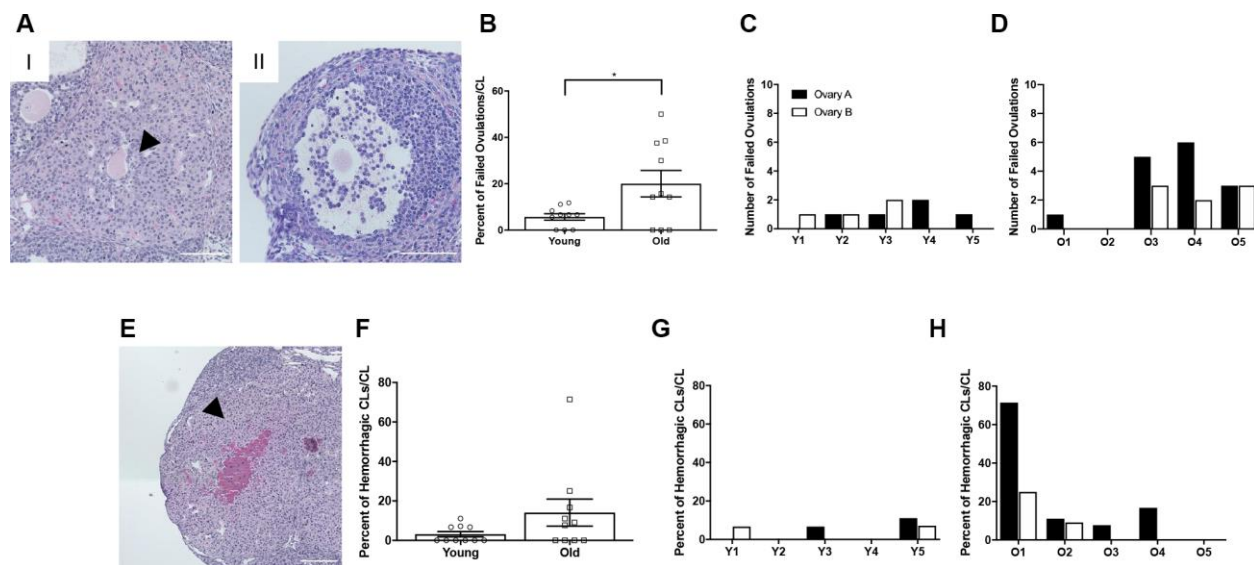 A
I
II
B
Percent of Failed Ovulations/CL
60
40
20
0
*
Young
Old
C
Number of Failed Ovulations
10
8
6
4
2
0
Ovary A
Ovary B
Y1 Y2 Y3 Y4 Y5
D
Number of Failed Ovulations
10
8
6
4
2
0
O1 O2 O3 O4 O5
E
F
Percent of Hemorrhagic CLs/CL
80
60
40
20
0
Young
Old
G
Percent of Hemorrhagic CLs/CL
80
60
40
20
0
Y1 Y2 Y3 Y4 Y5
H
Percent of Hemorrhagic CLs/CL
80
60
40
20
0
O1 O2 O3 O4 O5